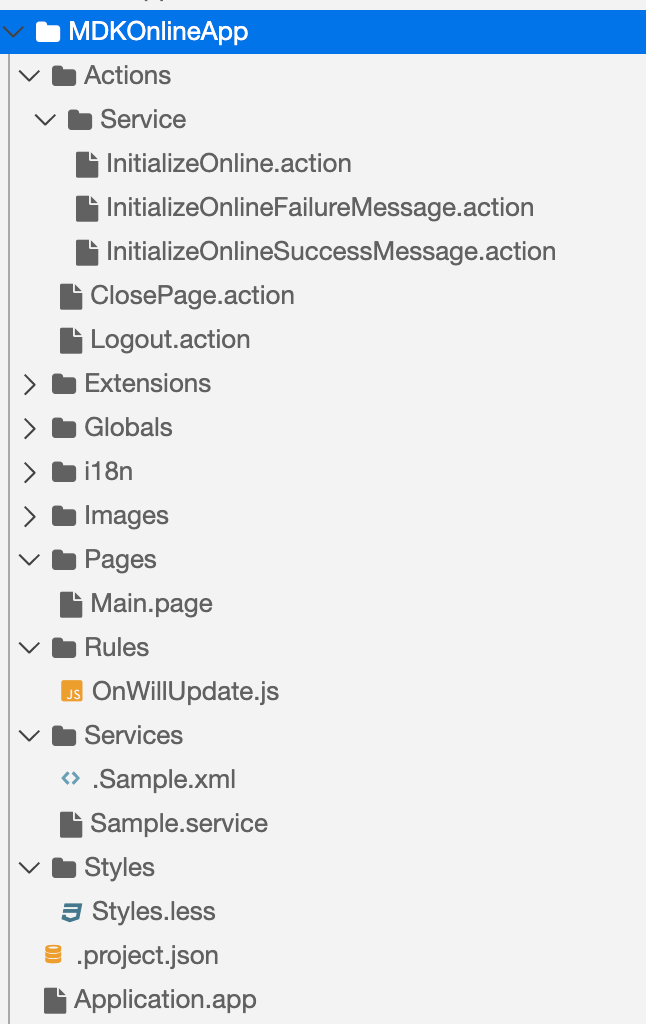 MDKOnlineApp
Actions
Service
InitializeOnline.action
InitializeOnlineFailureMessage.action
InitializeOnlineSuccessMessage.action
ClosePage.action
Logout.action
Extensions
Globals
i18n
Images
Pages
Main.page
Rules
JS OnWillUpdate.js
Services
.Sample.xml
Sample.service
Styles
Styles.less
.project.json
Application.app